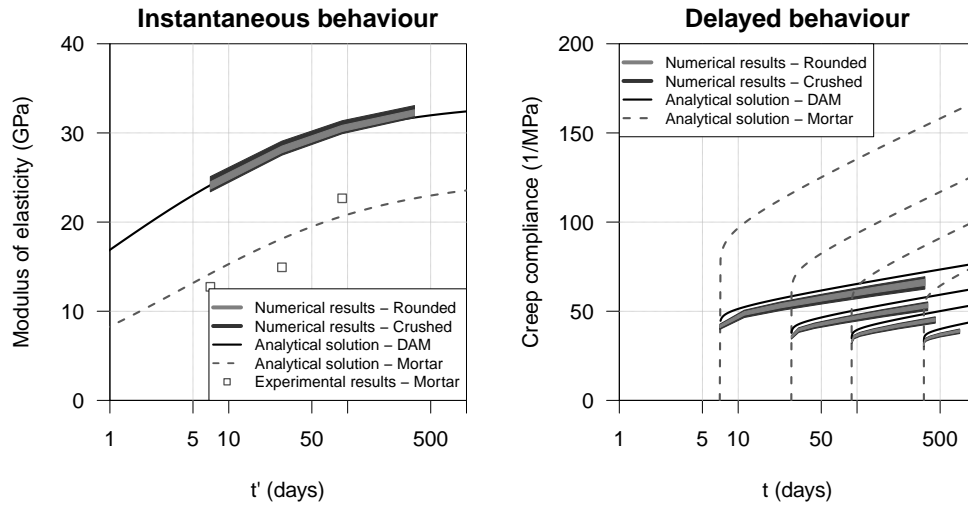 Instantaneous behaviour
Modulus of elasticity (GPa)
40
30
20
10
0
1
5
10
50
500
t' (days)
Numerical results – Rounded
Numerical results – Crushed
Analytical solution – DAM
Analytical solution – Mortar
Experimental results – Mortar
Delayed behaviour
Creep compliance (1/MPa)
200
150
100
50
0
1
5
10
50
500
t (days)
Numerical results – Rounded
Numerical results – Crushed
Analytical solution – DAM
Analytical solution – Mortar